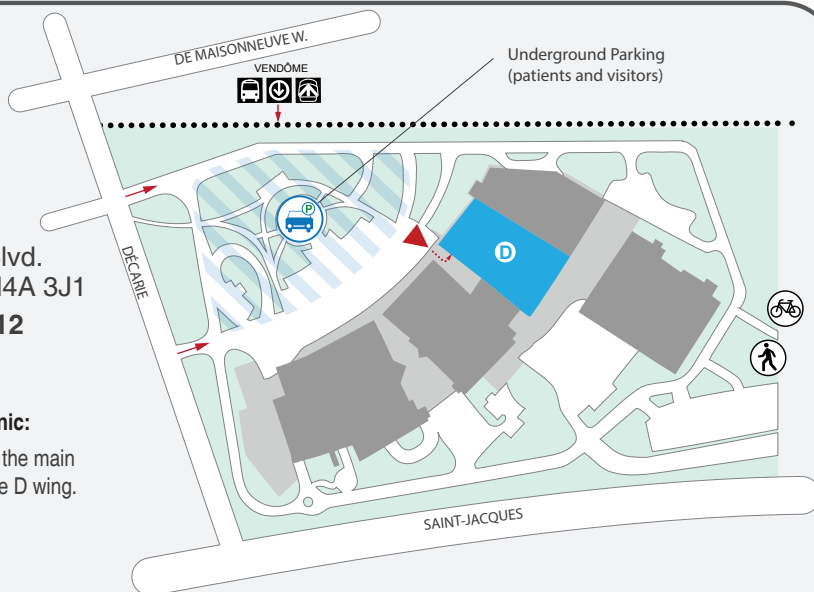 DE MAISONNEUVE W.
VENDÔME
Underground Parking
(patients and visitors)
P
D
DÉCARIE
lvd.
4A 3J1
12
nic:
the main
e D wing.
SAINT-JACQUES